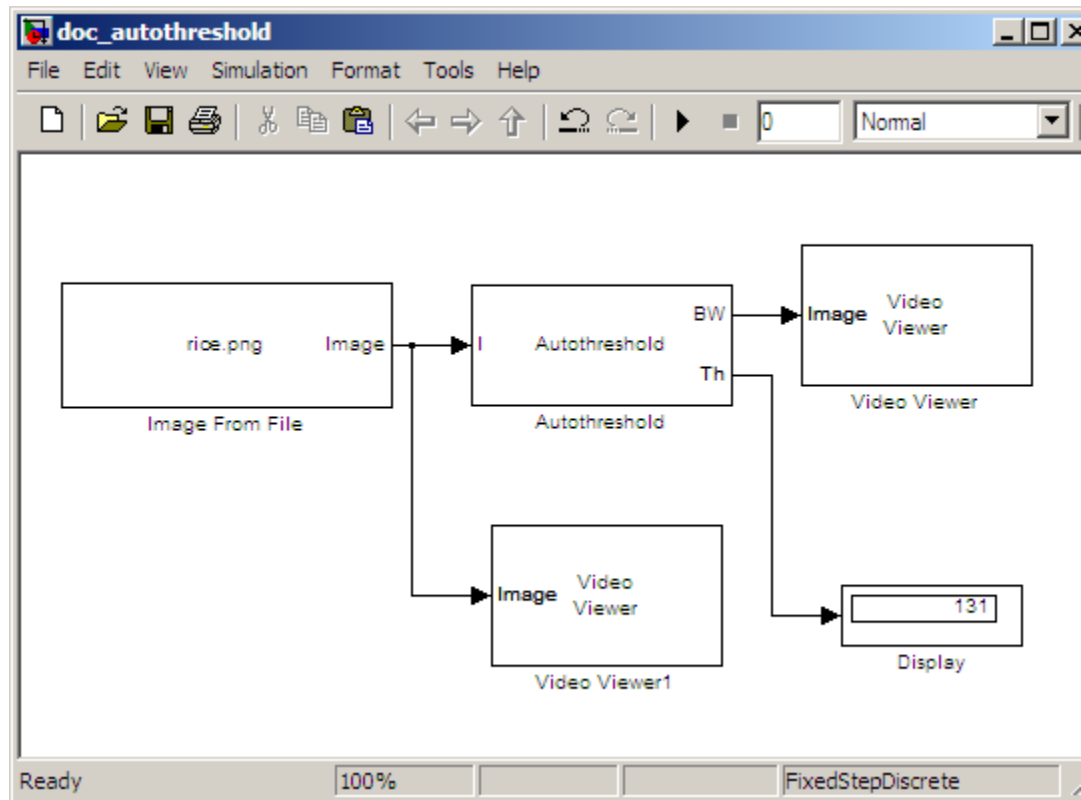 doc_autothreshold
File Edit View Simulation Format Tools Help
0 Normal
rice.png Image
Image From File
I Autothreshold BW Th
Autothreshold
Image Video Viewer
Video Viewer
Image Video Viewer
Video Viewer1
131
Display
Ready 100% FixedStepDiscrete